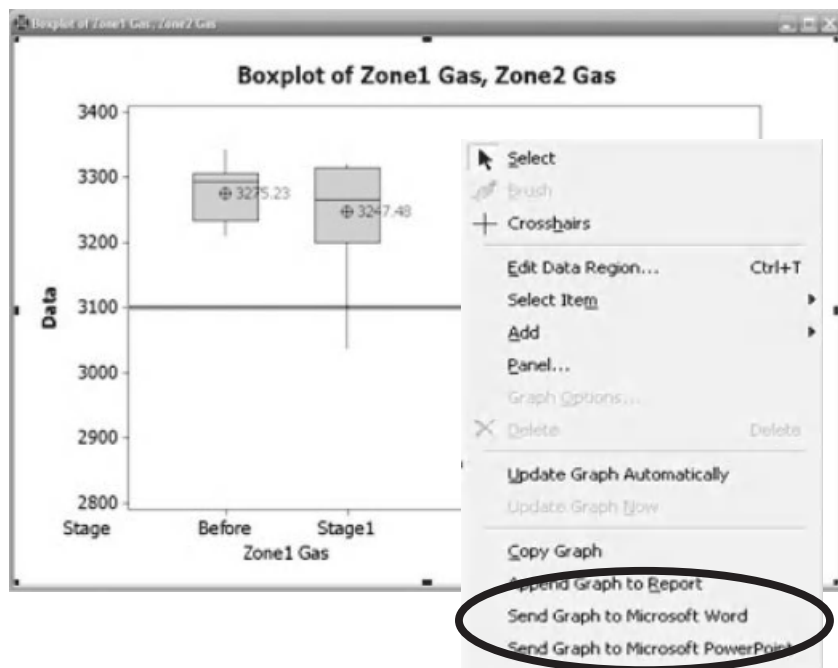 Boxplot of Zone1 Gas, Zone2 Gas
Boxplot of Zone1 Gas, Zone2 Gas
3400
3300
3200
3100
3000
2900
2800
Data
3275.23
3247.48
Stage Before Stage1
Zone1 Gas
Select
Brush
Crosshairs
Edit Data Region... Ctrl+T
Select Item
Add
Panel...
Graph Options...
Delete Delete
Update Graph Automatically
Update Graph Now
Copy Graph
Append Graph to Report
Send Graph to Microsoft Word
Send Graph to Microsoft PowerPoint